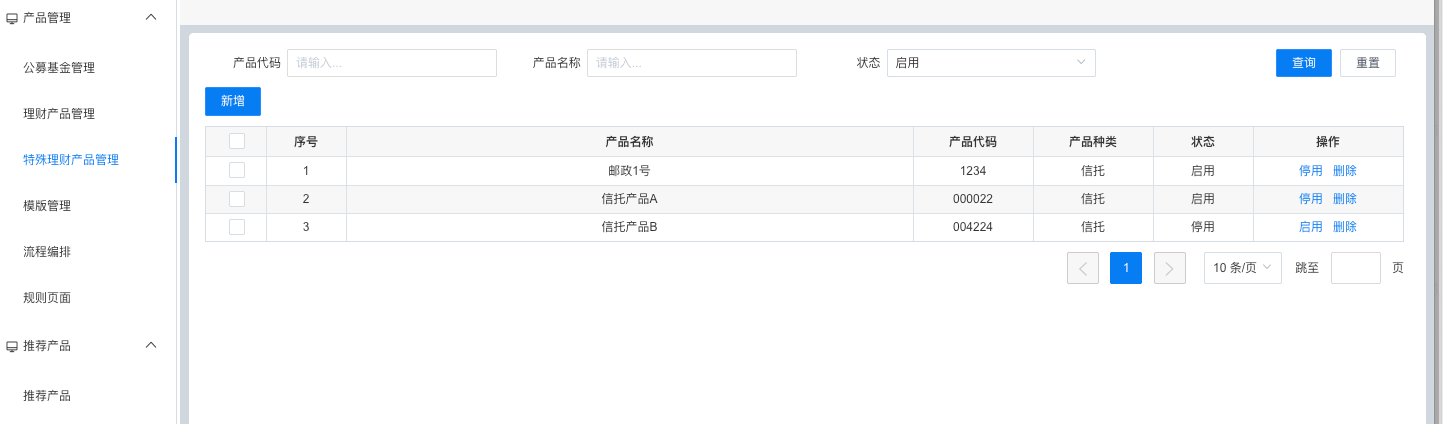 产品管理
公募基金管理
理财产品管理
特殊理财产品管理
模版管理
流程编排
规则页面
推荐产品
推荐产品
产品代码 请输入... 产品名称 请输入... 状态 启用 查询 重置
新增
序号 产品名称 产品代码 产品种类 状态 操作
1 邮政1号 1234 信托 启用 停用 删除
2 信托产品A 000022 信托 启用 停用 删除
3 信托产品B 004224 信托 停用 启用 删除
1 10 条/页 跳至 页